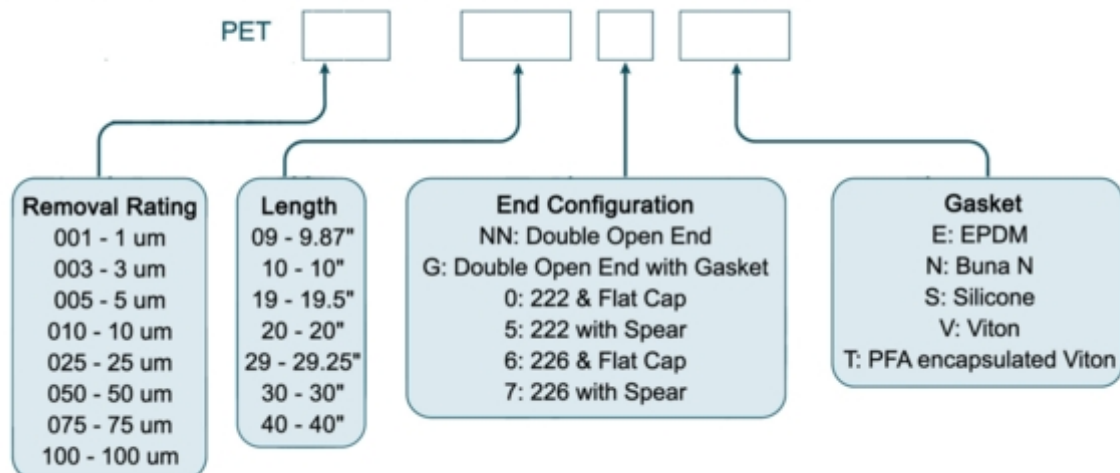 PET
Removal Rating
001 - 1 um
003 - 3 um
005 - 5 um
010 - 10 um
025 - 25 um
050 - 50 um
075 - 75 um
100 - 100 um
Length
09 - 9.87"
10 - 10"
19 - 19.5"
20 - 20"
29 - 29.25"
30 - 30"
40 - 40"
End Configuration
NN: Double Open End
G: Double Open End with Gasket
0: 222 & Flat Cap
5: 222 with Spear
6: 226 & Flat Cap
7: 226 with Spear
Gasket
E: EPDM
N: Buna N
S: Silicone
V: Viton
T: PFA encapsulated Viton